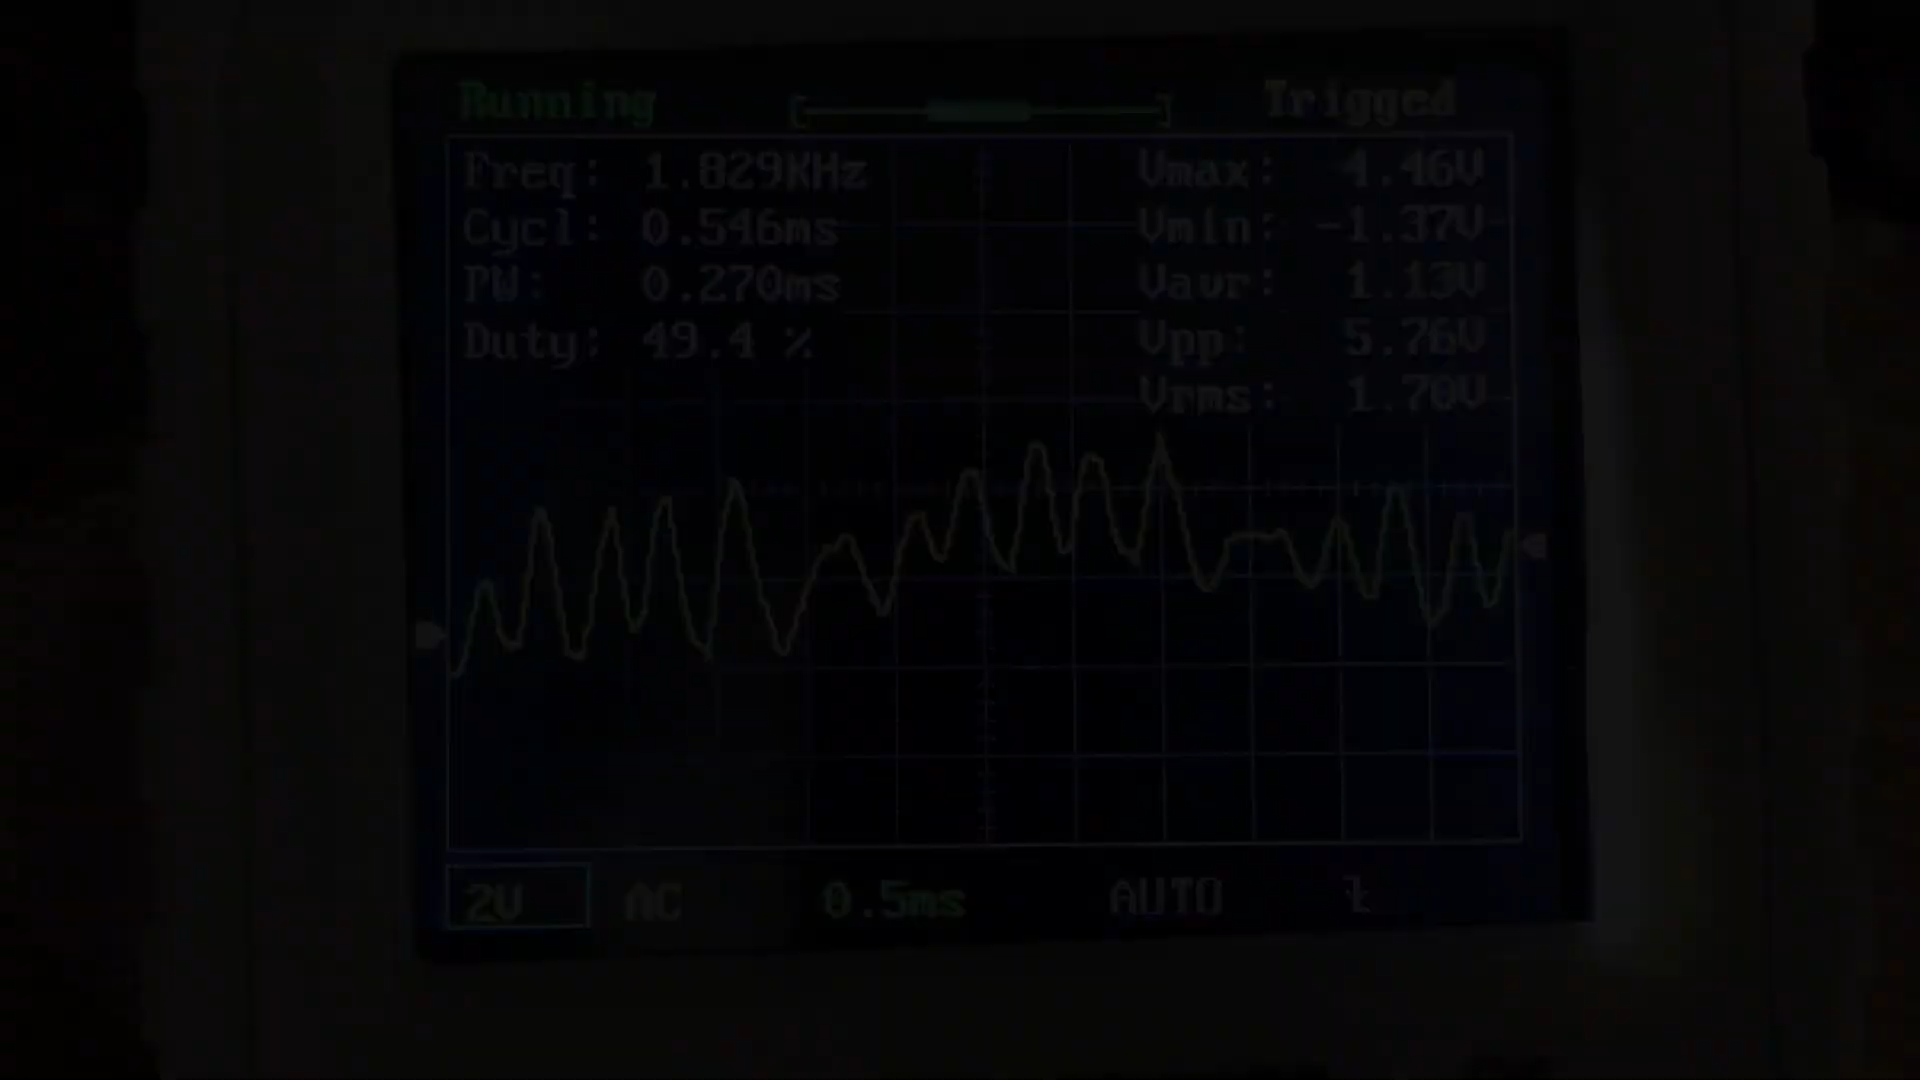 Running Trigged
Freq: 1.829KHz Vmax: 4.46V
Cycl: 0.546ms Vmin: -1.37V
PW: 0.270ms Vavr: 1.13V
Duty: 49.4 % Vpp: 5.76V
Vrms: 1.70V
2V AC 0.5ms AUTO